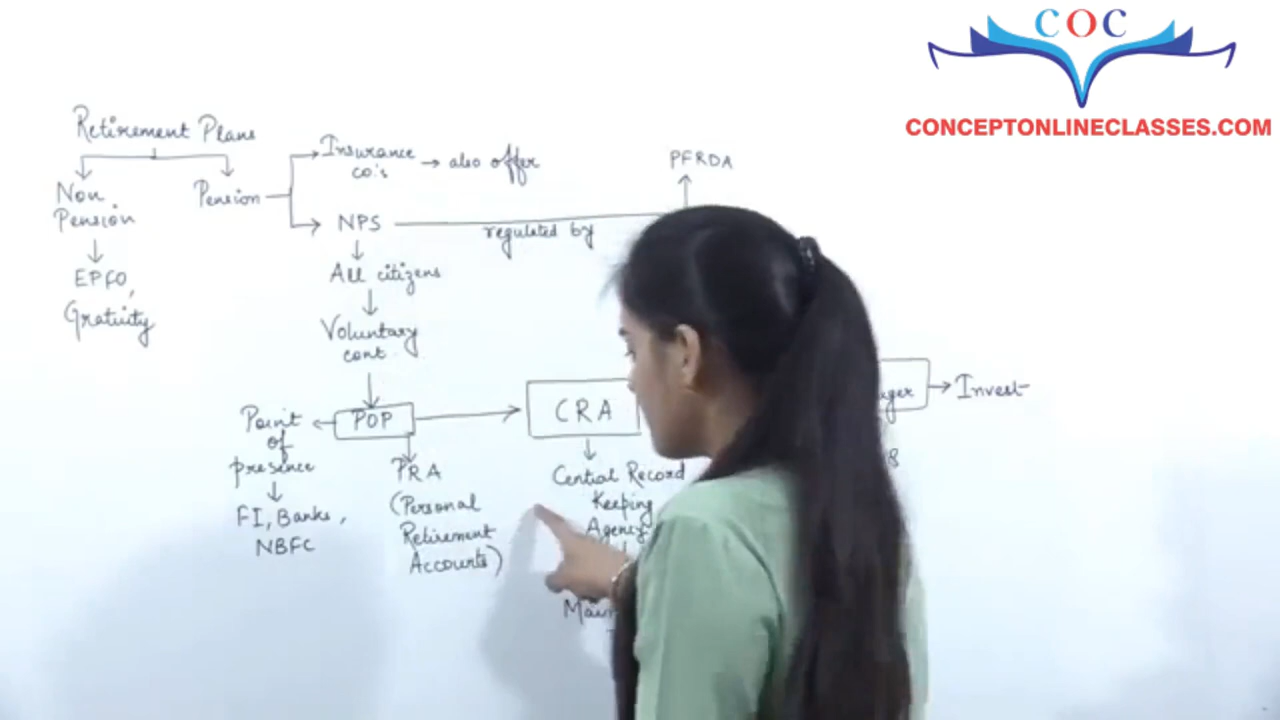 COC
CONCEPTONLINECLASSES.COM
Retirement Plans
Non
Pension
EPFO,
Gratuity
Pension
Insurance
co's
also offer
NPS
regulated by
PFRDA
All citizens
Voluntary
cont.
POP
Point
of
presence
FI, Banks,
NBFC
PRA
(Personal
Retirement
Accounts)
CRA
Central Record
Keeping
Agency
Invest